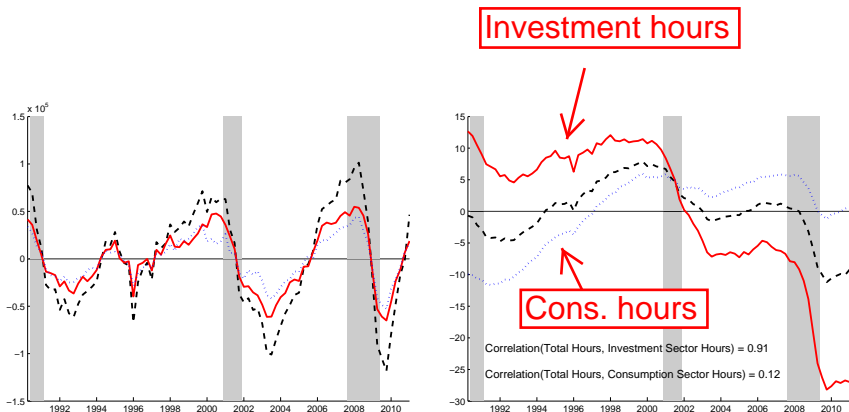 Investment hours
x 10⁵
1.5
1
0.5
0
−0.5
−1
−1.5
1992 1994 1996 1998 2000 2002 2004 2006 2008 2010
15
10
5
0
−5
−10
−15
−20
−25
−30
Cons. hours
Correlation(Total Hours, Investment Sector Hours) = 0.91
Correlation(Total Hours, Consumption Sector Hours) = 0.12
1992 1994 1996 1998 2000 2002 2004 2006 2008 2010